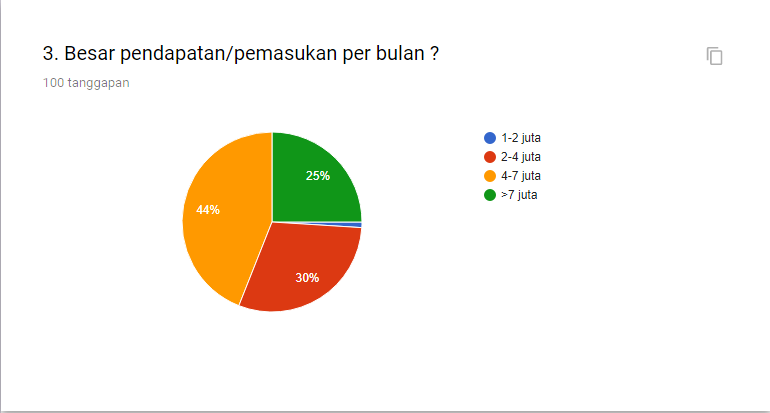 3. Besar pendapatan/pemasukan per bulan ?
100 tanggapan
25%
44%
30%
1-2 juta
2-4 juta
4-7 juta
>7 juta